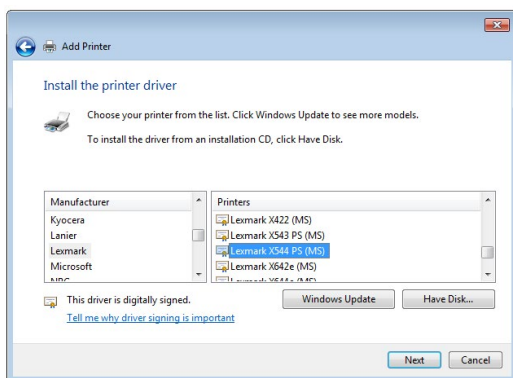 Add Printer
Install the printer driver
Choose your printer from the list. Click Windows Update to see more models.
To install the driver from an installation CD, click Have Disk.
Manufacturer
Kyocera
Lanier
Lexmark
Microsoft
Printers
Lexmark X422 (MS)
Lexmark X543 PS (MS)
Lexmark X544 PS (MS)
Lexmark X642e (MS)
This driver is digitally signed.
Tell me why driver signing is important
Windows Update
Have Disk...
Next
Cancel